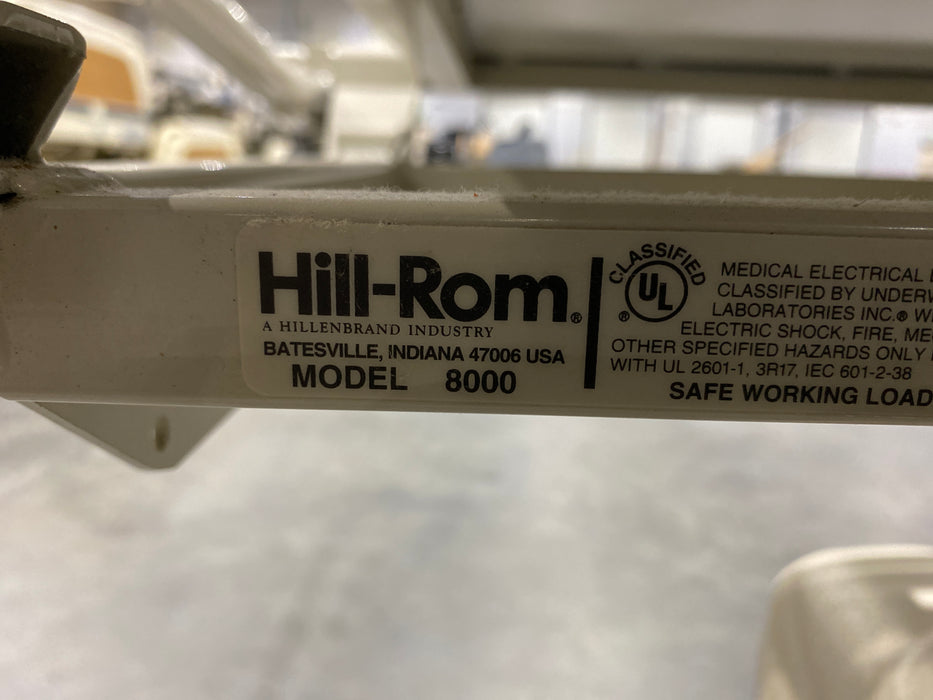 Hill-Rom®
A HILLENBRAND INDUSTRY
BATESVILLE, INDIANA 47006 USA
MODEL 8000
CLASSIFIED
UL
®
MEDICAL ELECTRICAL
CLASSIFIED BY
LABORATORIES INC.®
ELECTRIC SHOCK, FIRE,
OTHER SPECIFIED HAZARDS ONLY
WITH UL 2601-1, 3R17, IEC 601-2-38
SAFE WORKING LOAD